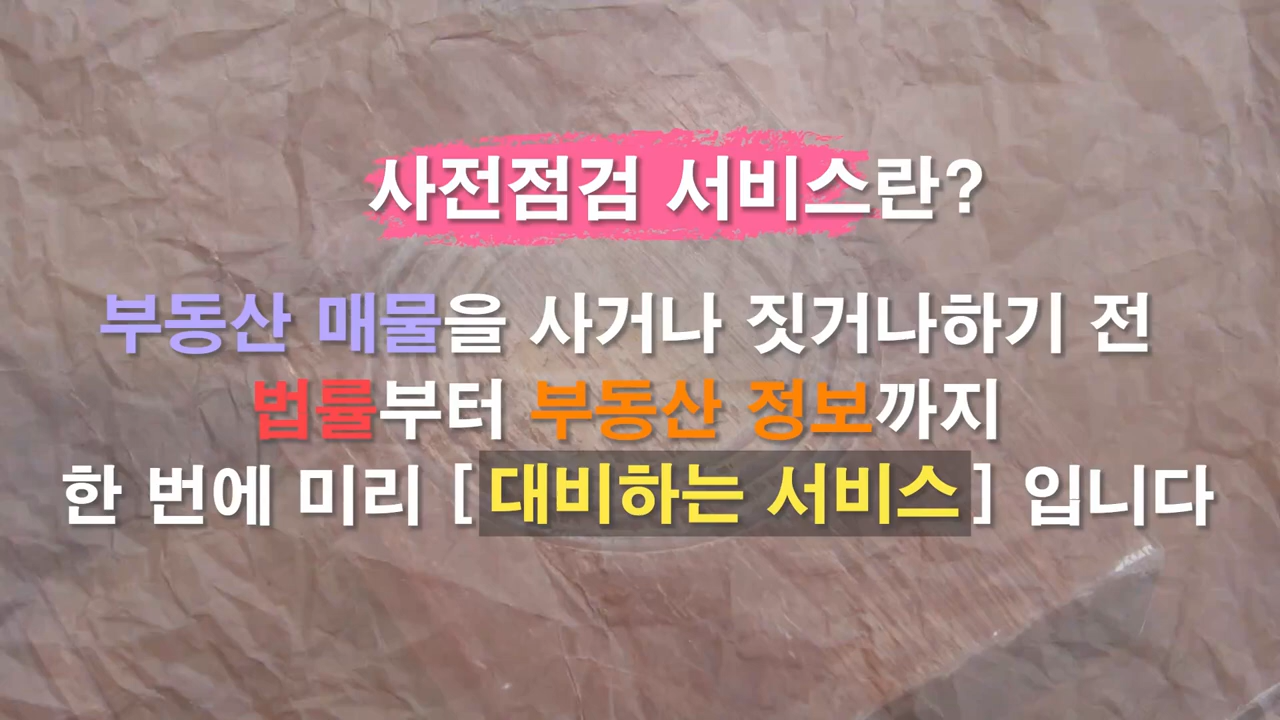 사전점검 서비스란?
부동산 매물을 사거나 짓거나하기 전
법률부터 부동산 정보까지
한 번에 미리 [대비하는 서비스] 입니다